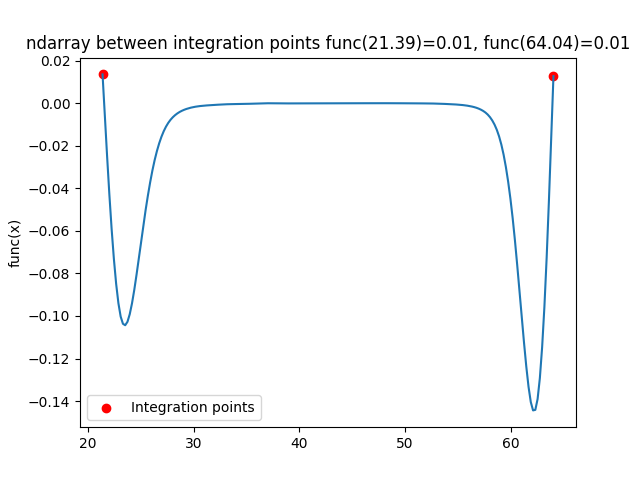 ndarray between integration points func(21.39)=0.01, func(64.04)=0.01
0.02
0.00
−0.02
−0.04
−0.06
−0.08
−0.10
−0.12
−0.14
func(x)
Integration points
20 30 40 50 60